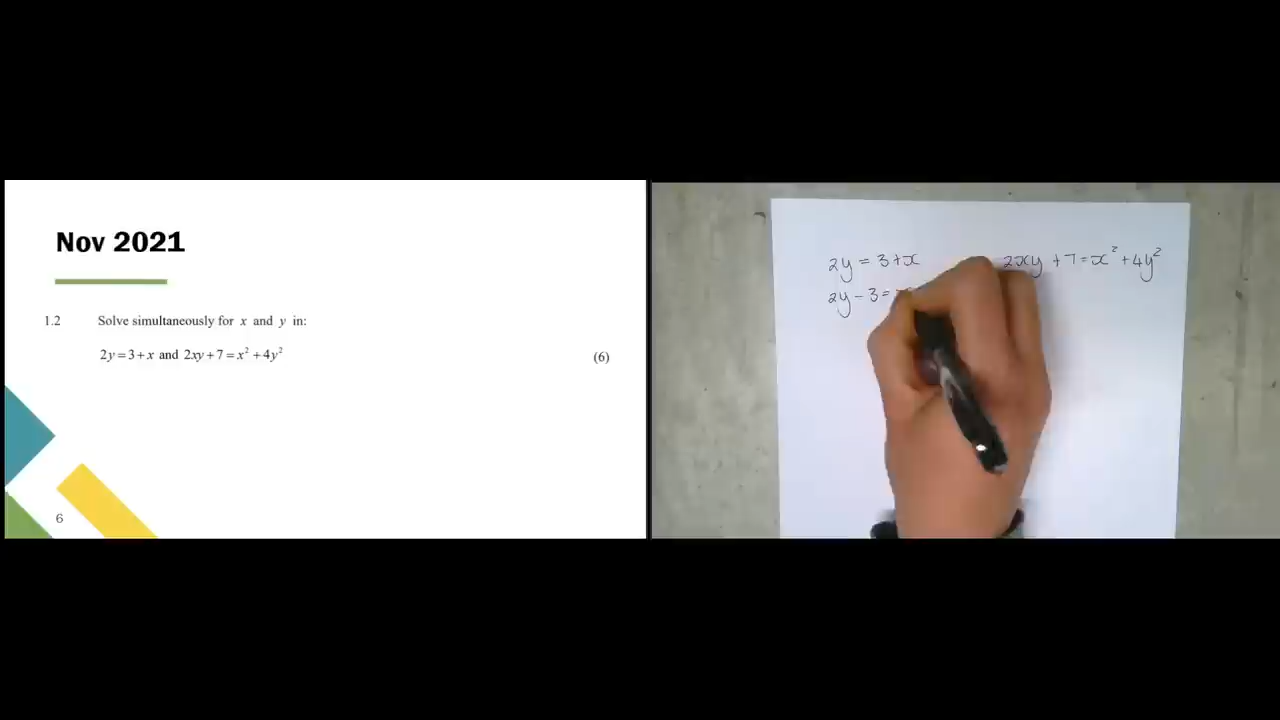 Nov 2021
1.2 Solve simultaneously for x and y in:
2y = 3 + x and 2xy + 7 = x² + 4y²
(6)
6
2y = 3 + x
2xy + 7 = x² + 4y²
2y - 3 =